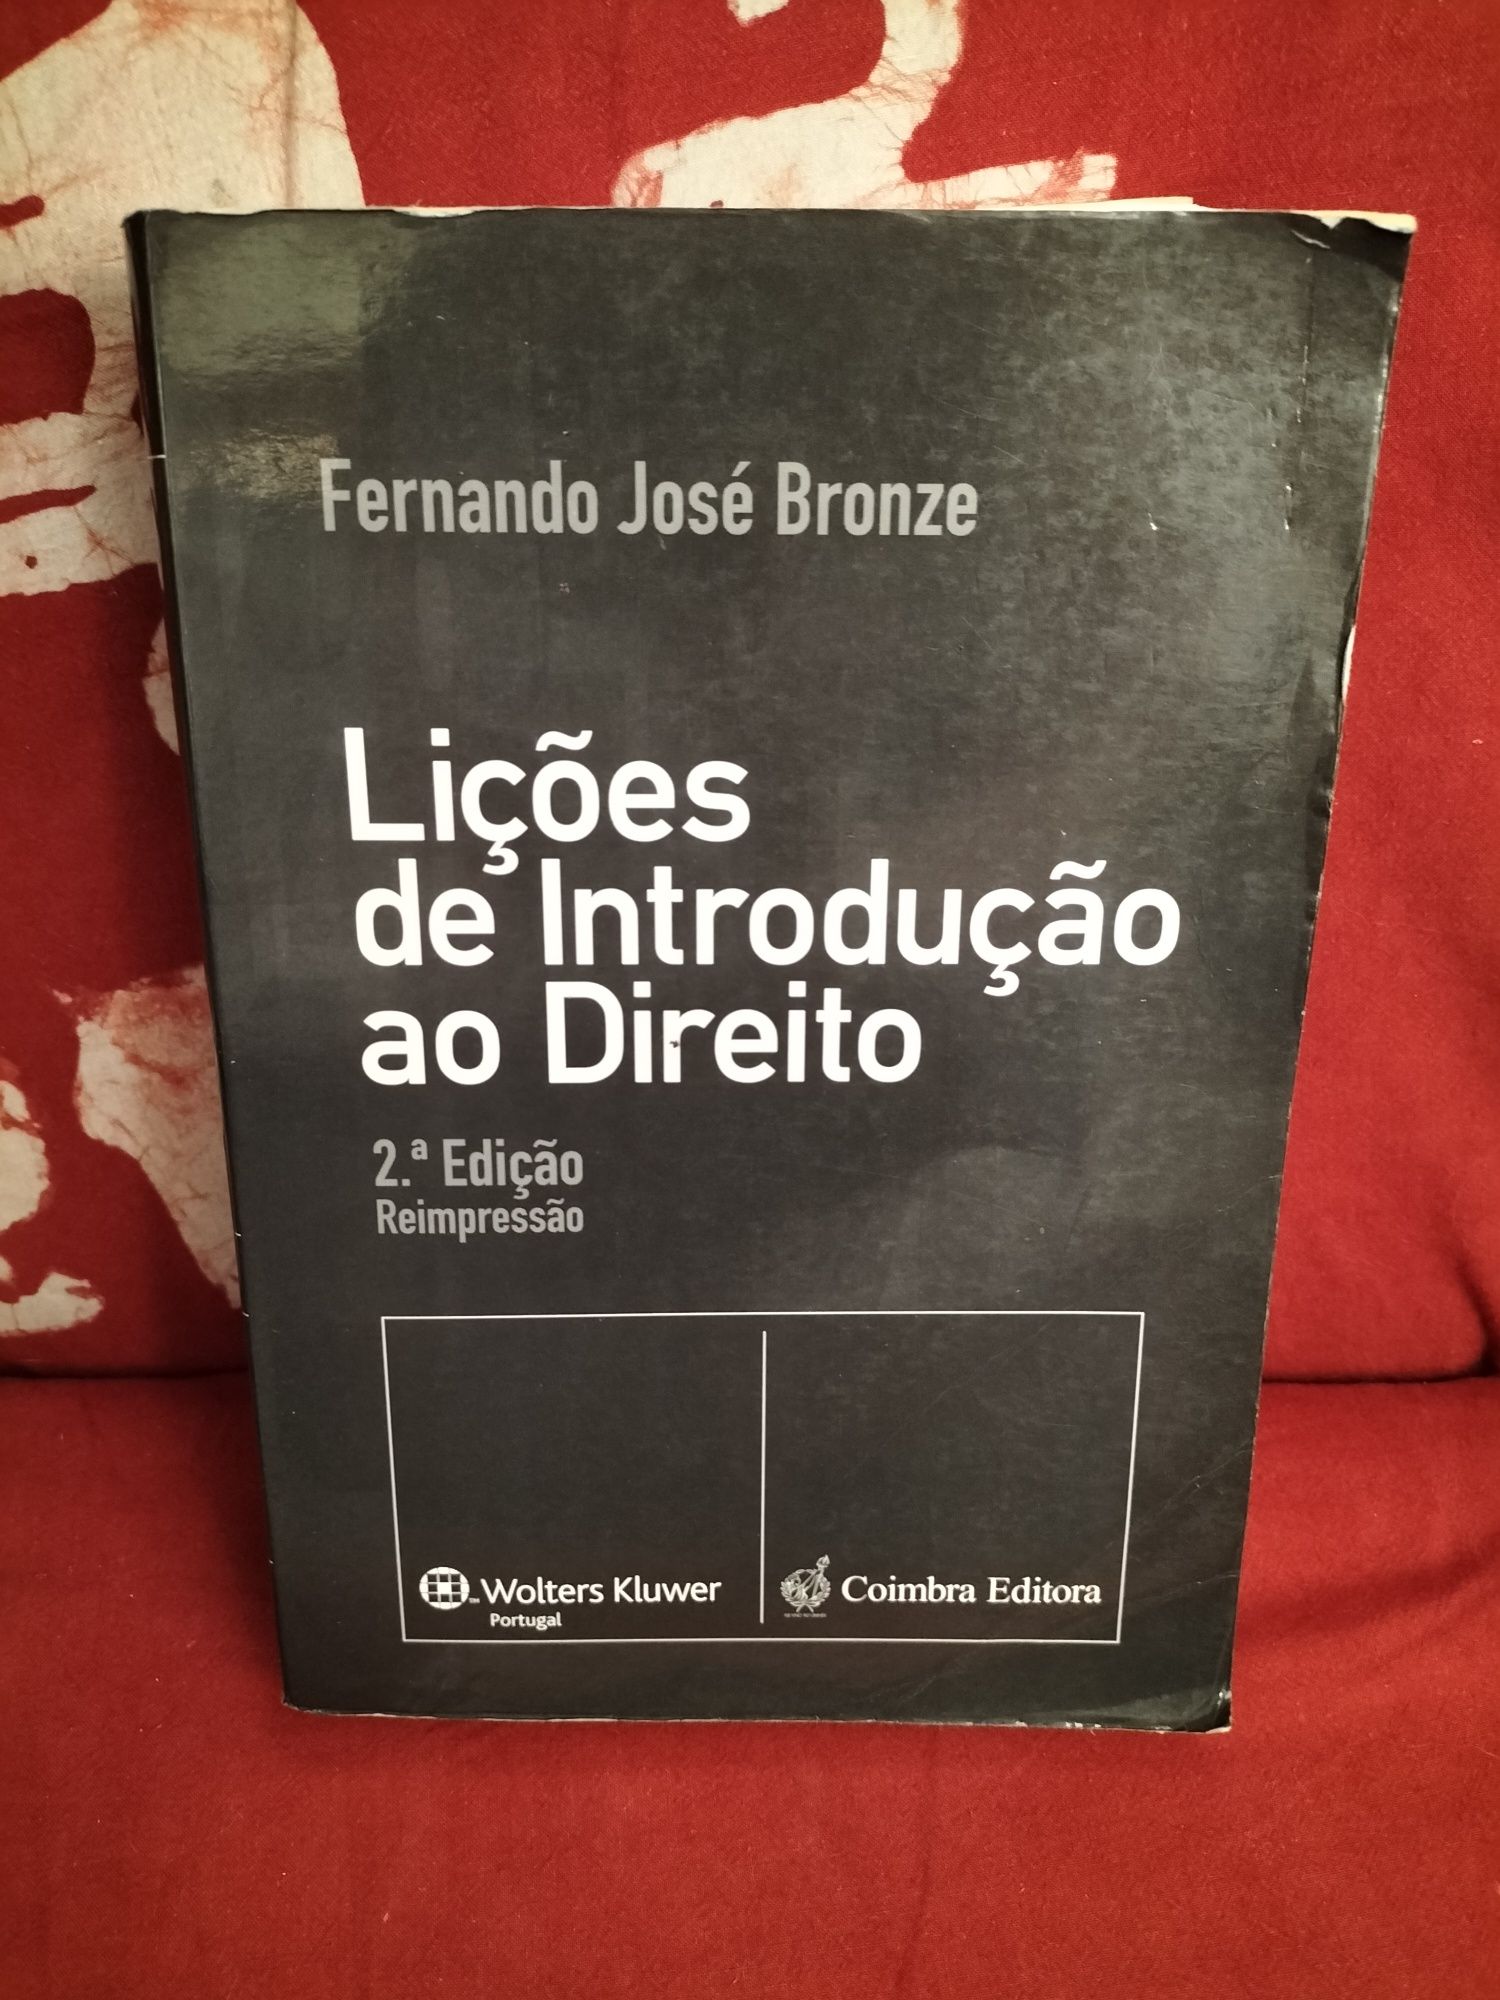 Fernando José Bronze
Lições
de Introdução
ao Direito
2.ª Edição
Reimpressão
Wolters Kluwer
Portugal
Coimbra Editora